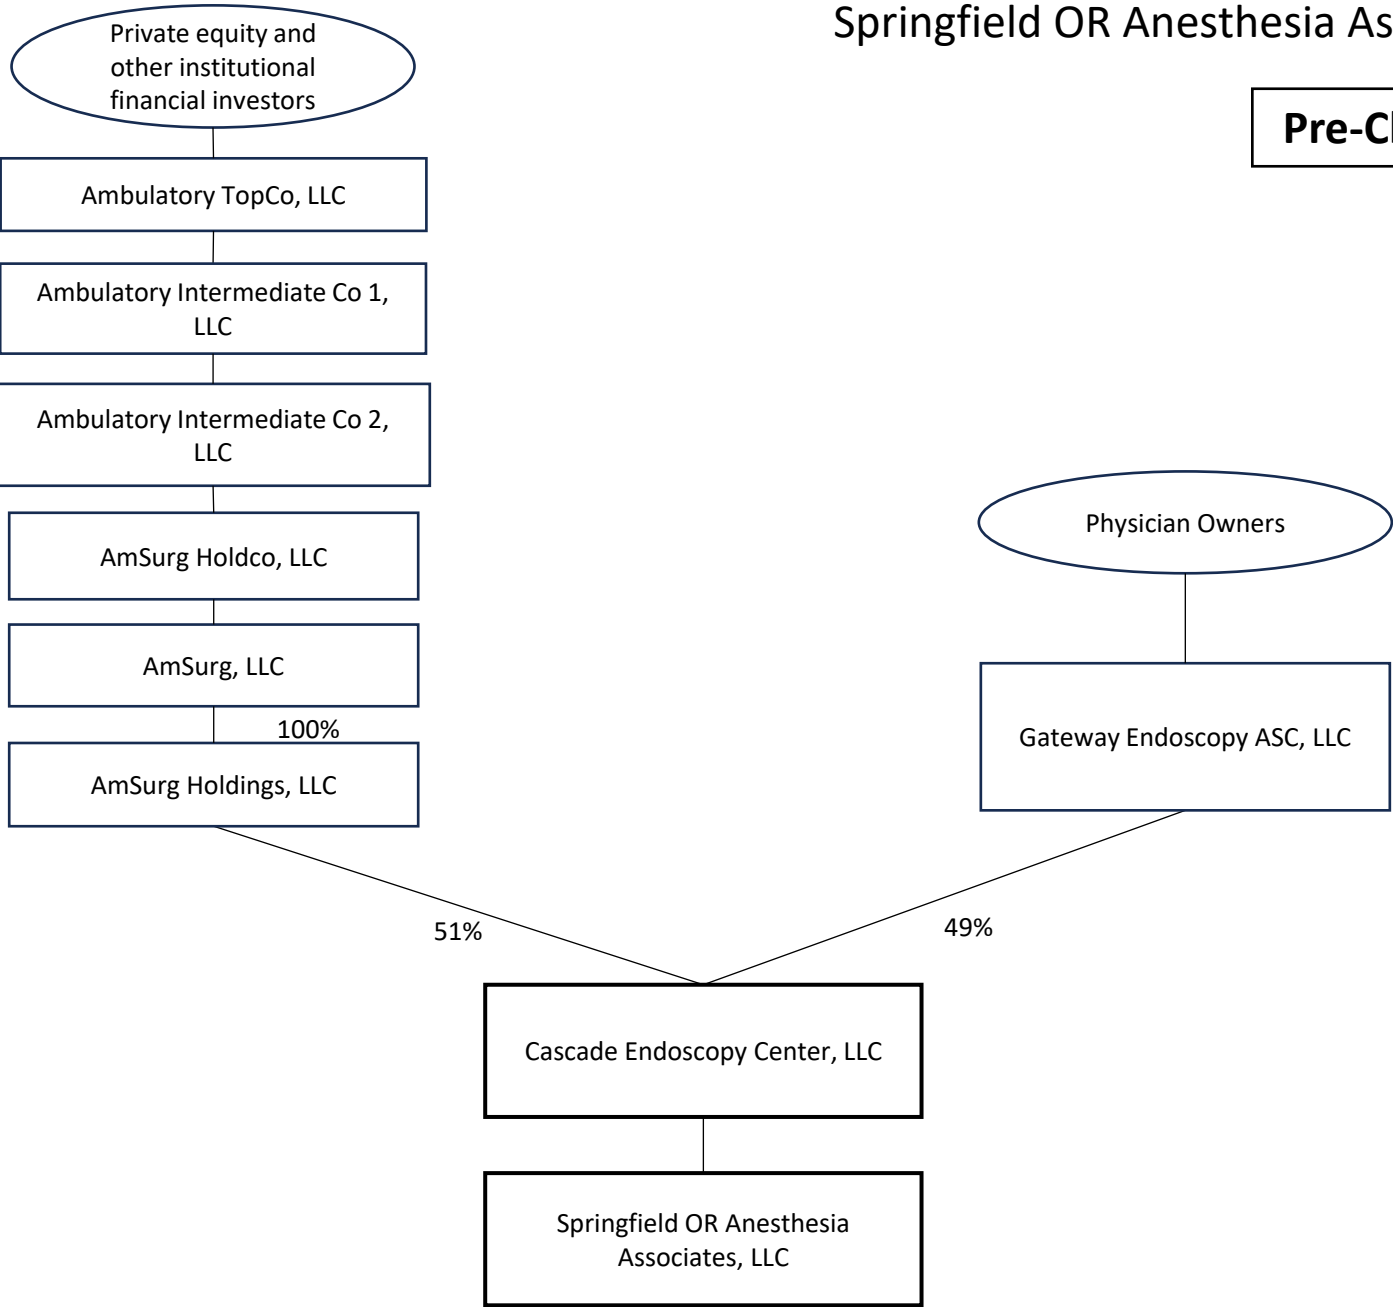 Springfield OR Anesthesia As
Pre-Cl
Private equity and
other institutional
financial investors
Ambulatory TopCo, LLC
Ambulatory Intermediate Co 1,
LLC
Ambulatory Intermediate Co 2,
LLC
AmSurg Holdco, LLC
Physician Owners
AmSurg, LLC
100%
Gateway Endoscopy ASC, LLC
AmSurg Holdings, LLC
51%
49%
Cascade Endoscopy Center, LLC
Springfield OR Anesthesia
Associates, LLC